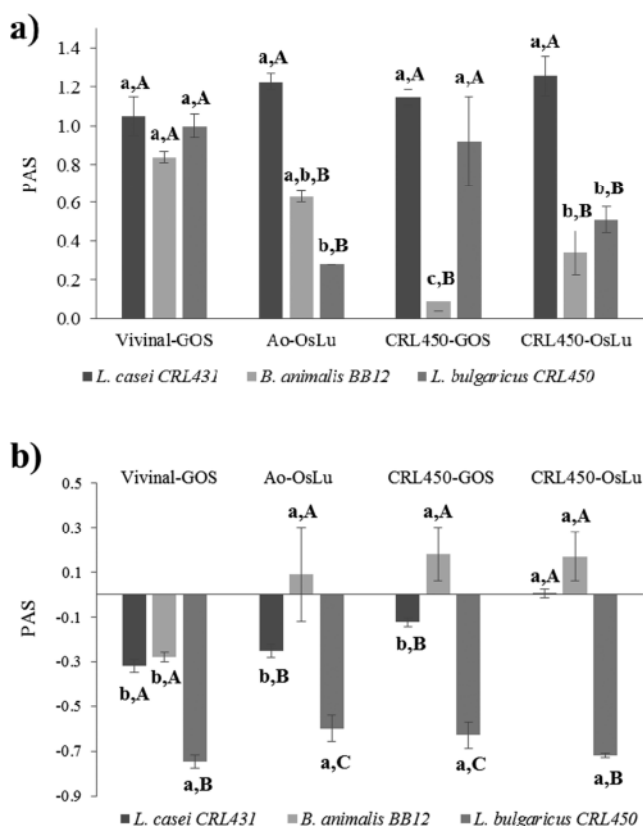 a)
1.4
1.2
1.0
0.8
0.6
0.4
0.2
0.0
PAS
a,A a,A a,A
a,A a,b,B b,B
a,A c,B a,A
a,A b,B b,B
Vivinal-GOS Ao-OsLu CRL450-GOS CRL450-OsLu
L. casei CRL431 B. animalis BB12 L. bulgaricus CRL450
b)
Vivinal-GOS Ao-OsLu CRL450-GOS CRL450-OsLu
0.5
0.3
0.1
-0.1
-0.3
-0.5
-0.7
-0.9
PAS
b,A b,A a,B
b,B a,A a,C
b,B a,A a,C
a,A a,A a,B
L. casei CRL431 B. animalis BB12 L. bulgaricus CRL450